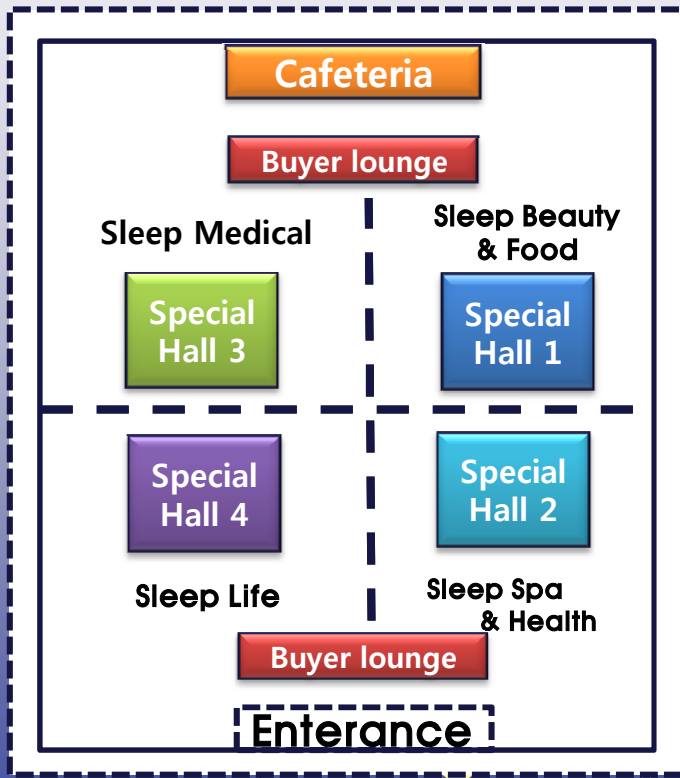 Cafeteria
Buyer lounge
Sleep Medical
Sleep Beauty
& Food
Special
Hall 3
Special
Hall 1
Special
Hall 4
Special
Hall 2
Sleep Life
Sleep Spa
& Health
Buyer lounge
Enterance